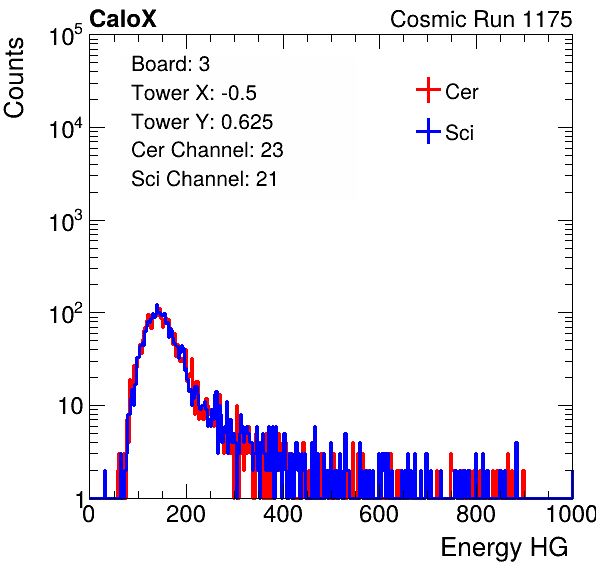 CaloX Cosmic Run 1175
Board: 3
Tower X: -0.5
Tower Y: 0.625
Cer Channel: 23
Sci Channel: 21
Cer
Sci
Counts
10^5
10^4
10^3
10^2
10
1
0 200 400 600 800 1000
Energy HG